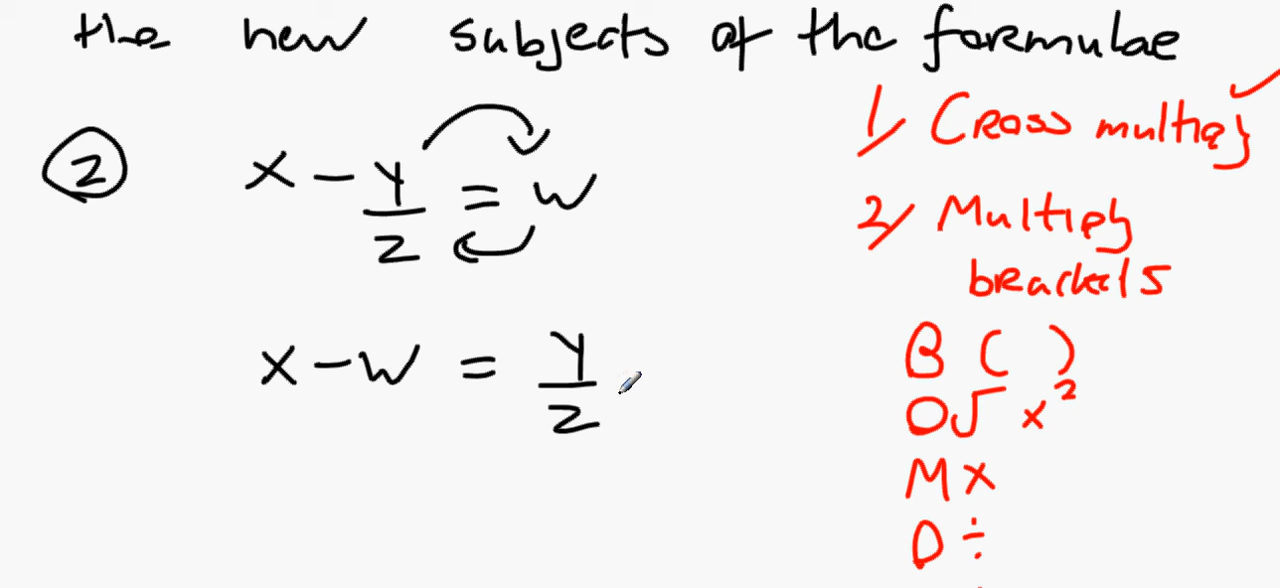 the new subjects of the formulae
1/ Cross multiply ✓
② x - y/z = w
2/ Multiply
brackets
x - w = y/z
B ( )
O √ x²
M ×
D ÷